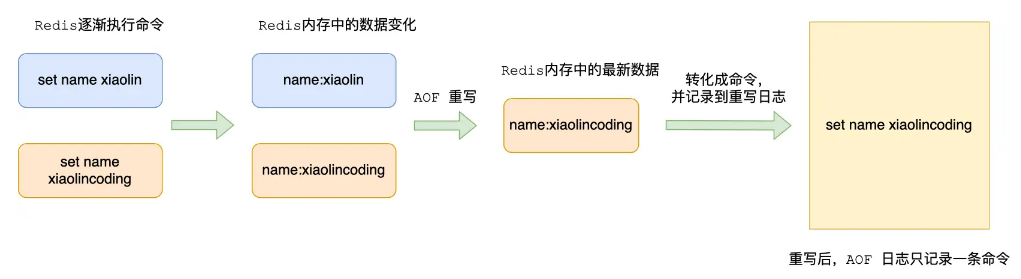 Redis逐渐执行命令
set name xiaolin
set name
xiaolincoding
Redis内存中的数据变化
name:xiaolin
name:xiaolincoding
AOF 重写
Redis内存中的最新数据
name:xiaolincoding
转化成命令，
并记录到重写日志
set name xiaolincoding
重写后，AOF 日志只记录一条命令